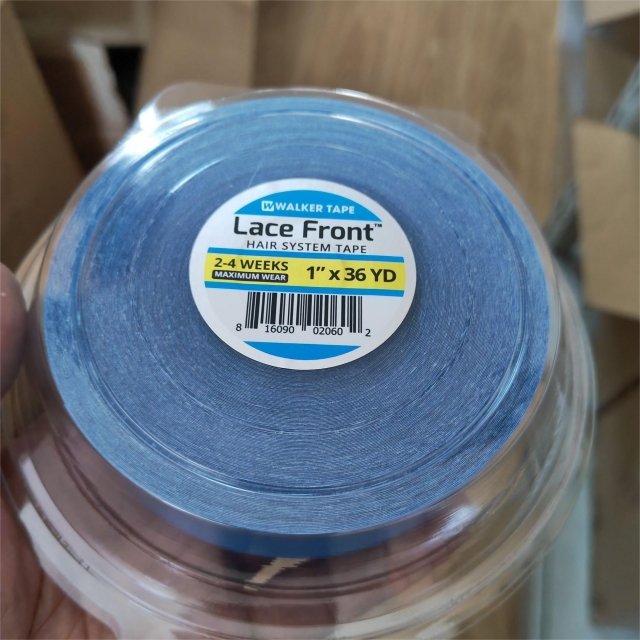 W WALKER TAPE
Lace Front™
HAIR SYSTEM TAPE
2-4 WEEKS
MAXIMUM WEAR
1" x 36 YD
8 16090 02060 2